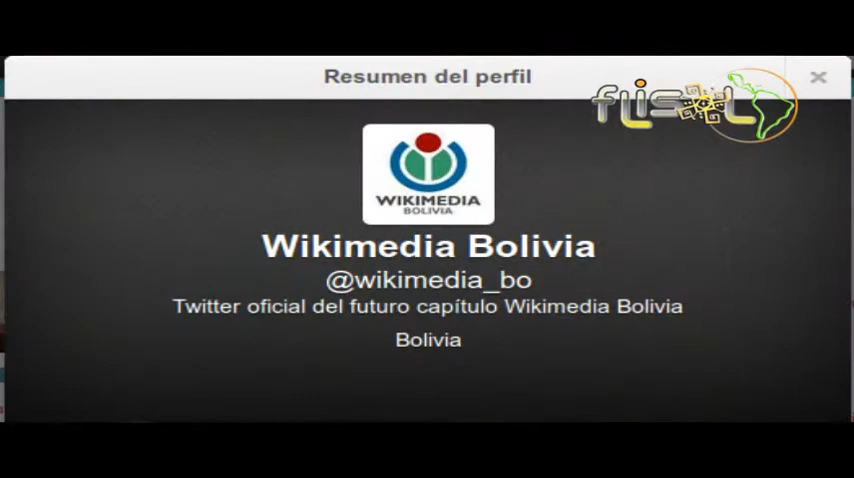 Resumen del perfil
FLISOL
WIKIMEDIA
BOLIVIA
Wikimedia Bolivia
@wikimedia_bo
Twitter oficial del futuro capítulo Wikimedia Bolivia
Bolivia